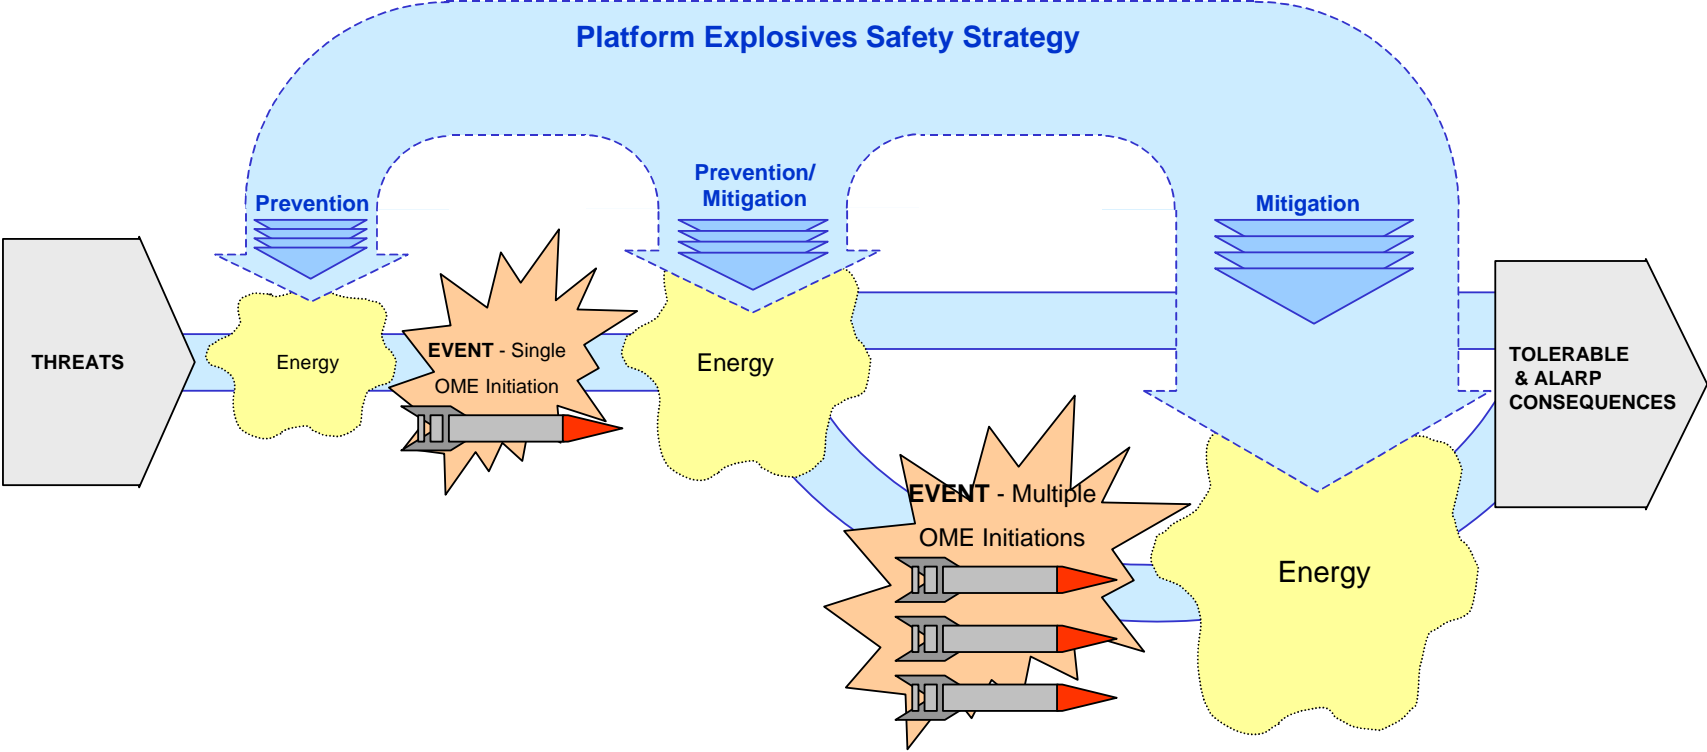 Platform Explosives Safety Strategy
Prevention
Prevention/
Mitigation
Mitigation
THREATS
Energy
EVENT - Single
OME Initiation
Energy
EVENT - Multiple
OME Initiations
Energy
TOLERABLE
& ALARP
CONSEQUENCES